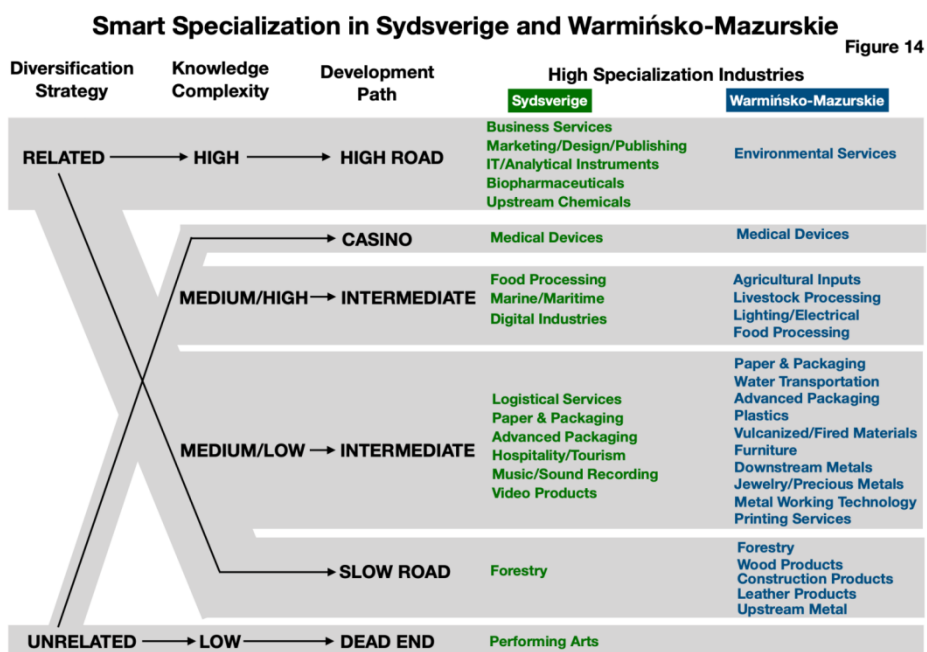 Smart Specialization in Sydsverige and Warmińsko-Mazurskie
Figure 14
Diversification Strategy
Knowledge Complexity
Development Path
High Specialization Industries
Sydsverige
Warmińsko-Mazurskie
RELATED
HIGH
HIGH ROAD
Business Services
Marketing/Design/Publishing
IT/Analytical Instruments
Biopharmaceuticals
Upstream Chemicals
Environmental Services
CASINO
Medical Devices
Medical Devices
MEDIUM/HIGH
INTERMEDIATE
Food Processing
Marine/Maritime
Digital Industries
Agricultural Inputs
Livestock Processing
Lighting/Electrical
Food Processing
MEDIUM/LOW
INTERMEDIATE
Logistical Services
Paper & Packaging
Advanced Packaging
Hospitality/Tourism
Music/Sound Recording
Video Products
Paper & Packaging
Water Transportation
Advanced Packaging
Plastics
Vulcanized/Fired Materials
Furniture
Downstream Metals
Jewelry/Precious Metals
Metal Working Technology
Printing Services
SLOW ROAD
Forestry
Forestry
Wood Products
Construction Products
Leather Products
Upstream Metal
UNRELATED
LOW
DEAD END
Performing Arts